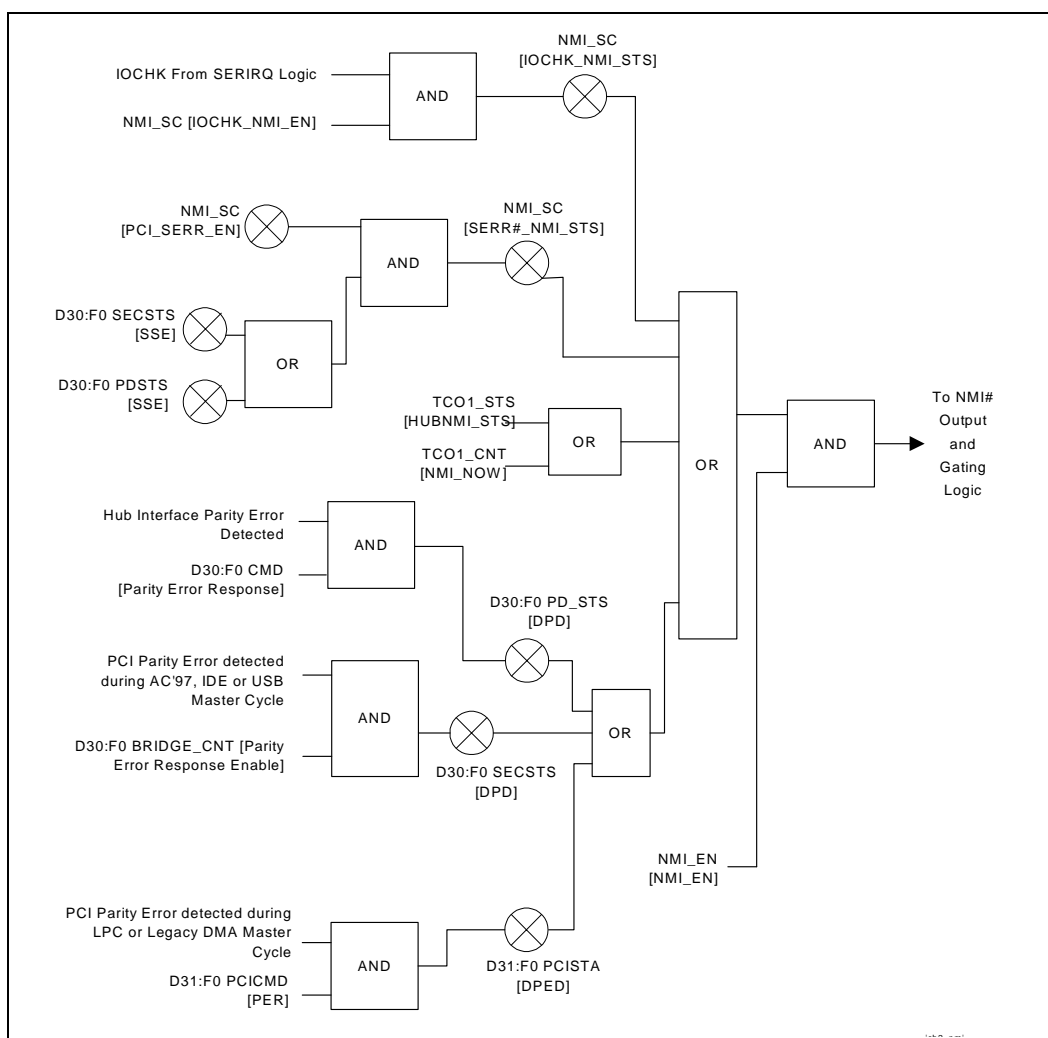 NMI_SC
[IOCHK_NMI_STS]
IOCHK From SERIRQ Logic
AND
NMI_SC [IOCHK_NMI_EN]
NMI_SC
[PCI_SERR_EN]
NMI_SC
[SERR#_NMI_STS]
AND
D30:F0 SECSTS
[SSE]
OR
D30:F0 PDSTS
[SSE]
TCO1_STS
[HUBNMI_STS]
OR
TCO1_CNT
[NMI_NOW]
OR
AND
To NMI#
Output
and
Gating
Logic
Hub Interface Parity Error
Detected
AND
D30:F0 CMD
[Parity Error Response]
D30:F0 PD_STS
[DPD]
PCI Parity Error detected
during AC'97, IDE or USB
Master Cycle
AND
OR
D30:F0 BRIDGE_CNT [Parity
Error Response Enable]
D30:F0 SECSTS
[DPD]
NMI_EN
[NMI_EN]
PCI Parity Error detected during
LPC or Legacy DMA Master
Cycle
AND
D31:F0 PCICMD
[PER]
D31:F0 PCISTA
[DPED]